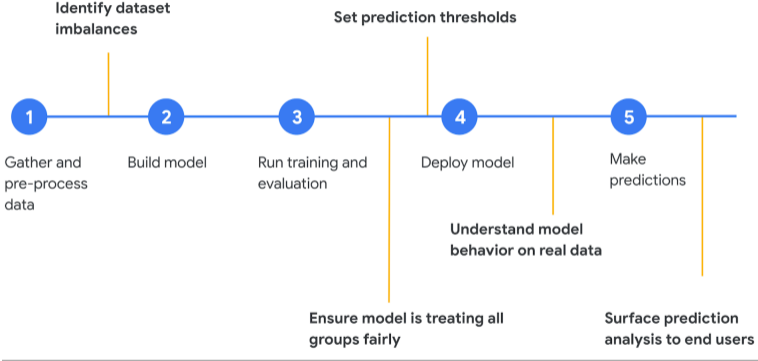 Identify dataset
imbalances
Set prediction thresholds
1
2
3
4
5
Gather and
pre-process
data
Build model
Run training and
evaluation
Deploy model
Make
predictions
Understand model
behavior on real data
Ensure model is treating all
groups fairly
Surface prediction
analysis to end users